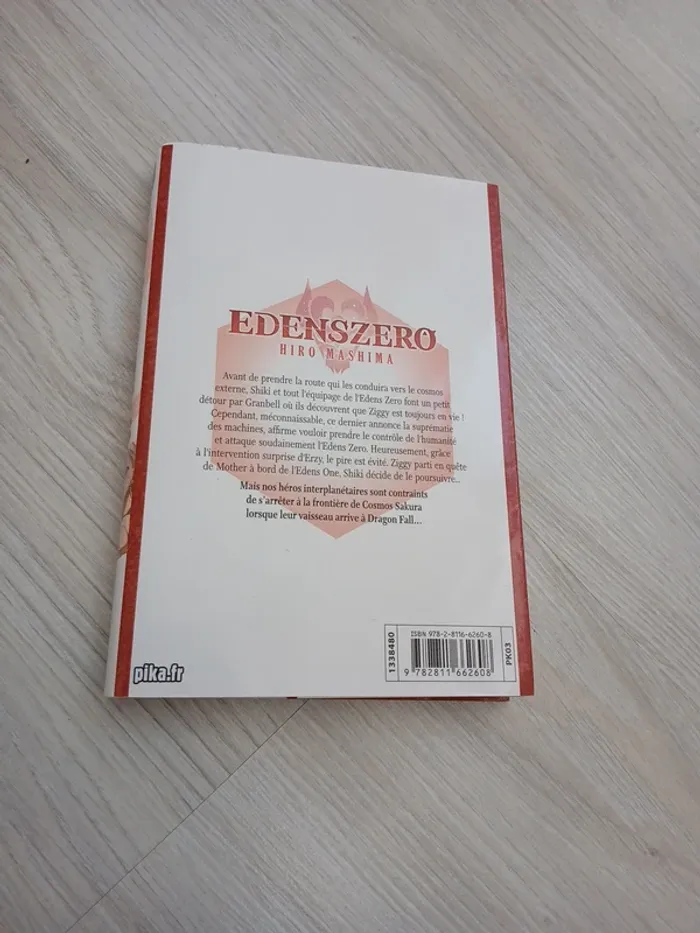 EDENSZERO
HIRO MASHIMA
Avant de prendre la route qui les conduira vers le cosmos
externe, Shiki et tout l'équipage de l'Edens Zero font un petit
détour par Granbell où ils découvrent que Ziggy est toujours en vie !
Cependant, méconnaissable, ce dernier annonce la suprématie
des machines, affirme vouloir prendre le contrôle de l'humanité
et attaque soudainement l'Edens Zero. Heureusement, grâce
à l'intervention surprise d'Erzy, le pire est évité. Ziggy parti en quête
de Mother à bord de l'Edens One, Shiki décide de le poursuivre...
Mais nos héros interplanétaires sont contraints
de s'arrêter à la frontière de Cosmos Sakura
lorsque leur vaisseau arrive à Dragon Fall...
1338480
ISBN 978-2-8116-6260-8
9 782811 662608
PK03
pika.fr